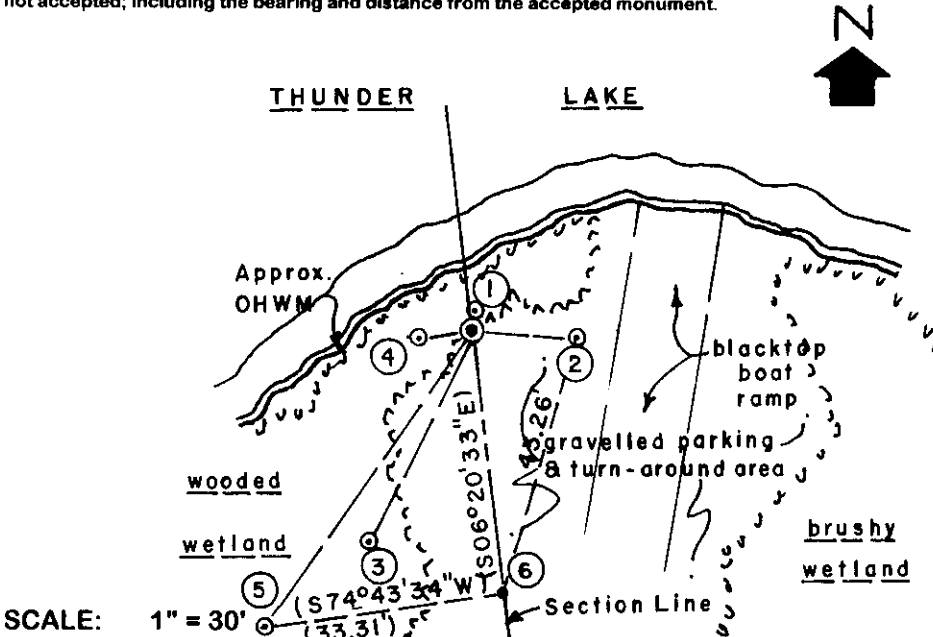 not accepted; including the bearing and distance from the accepted monument.
N
THUNDER LAKE
Approx.
OHWM
1
4
2
blacktop
boat
ramp
(S06°20'33"E)
43.26'
gravelled parking
& turn-around area
wooded
wetland
3
brushy
wetland
5
6
(S74°43'34"W)
(33.31')
Section Line
SCALE: 1" = 30'